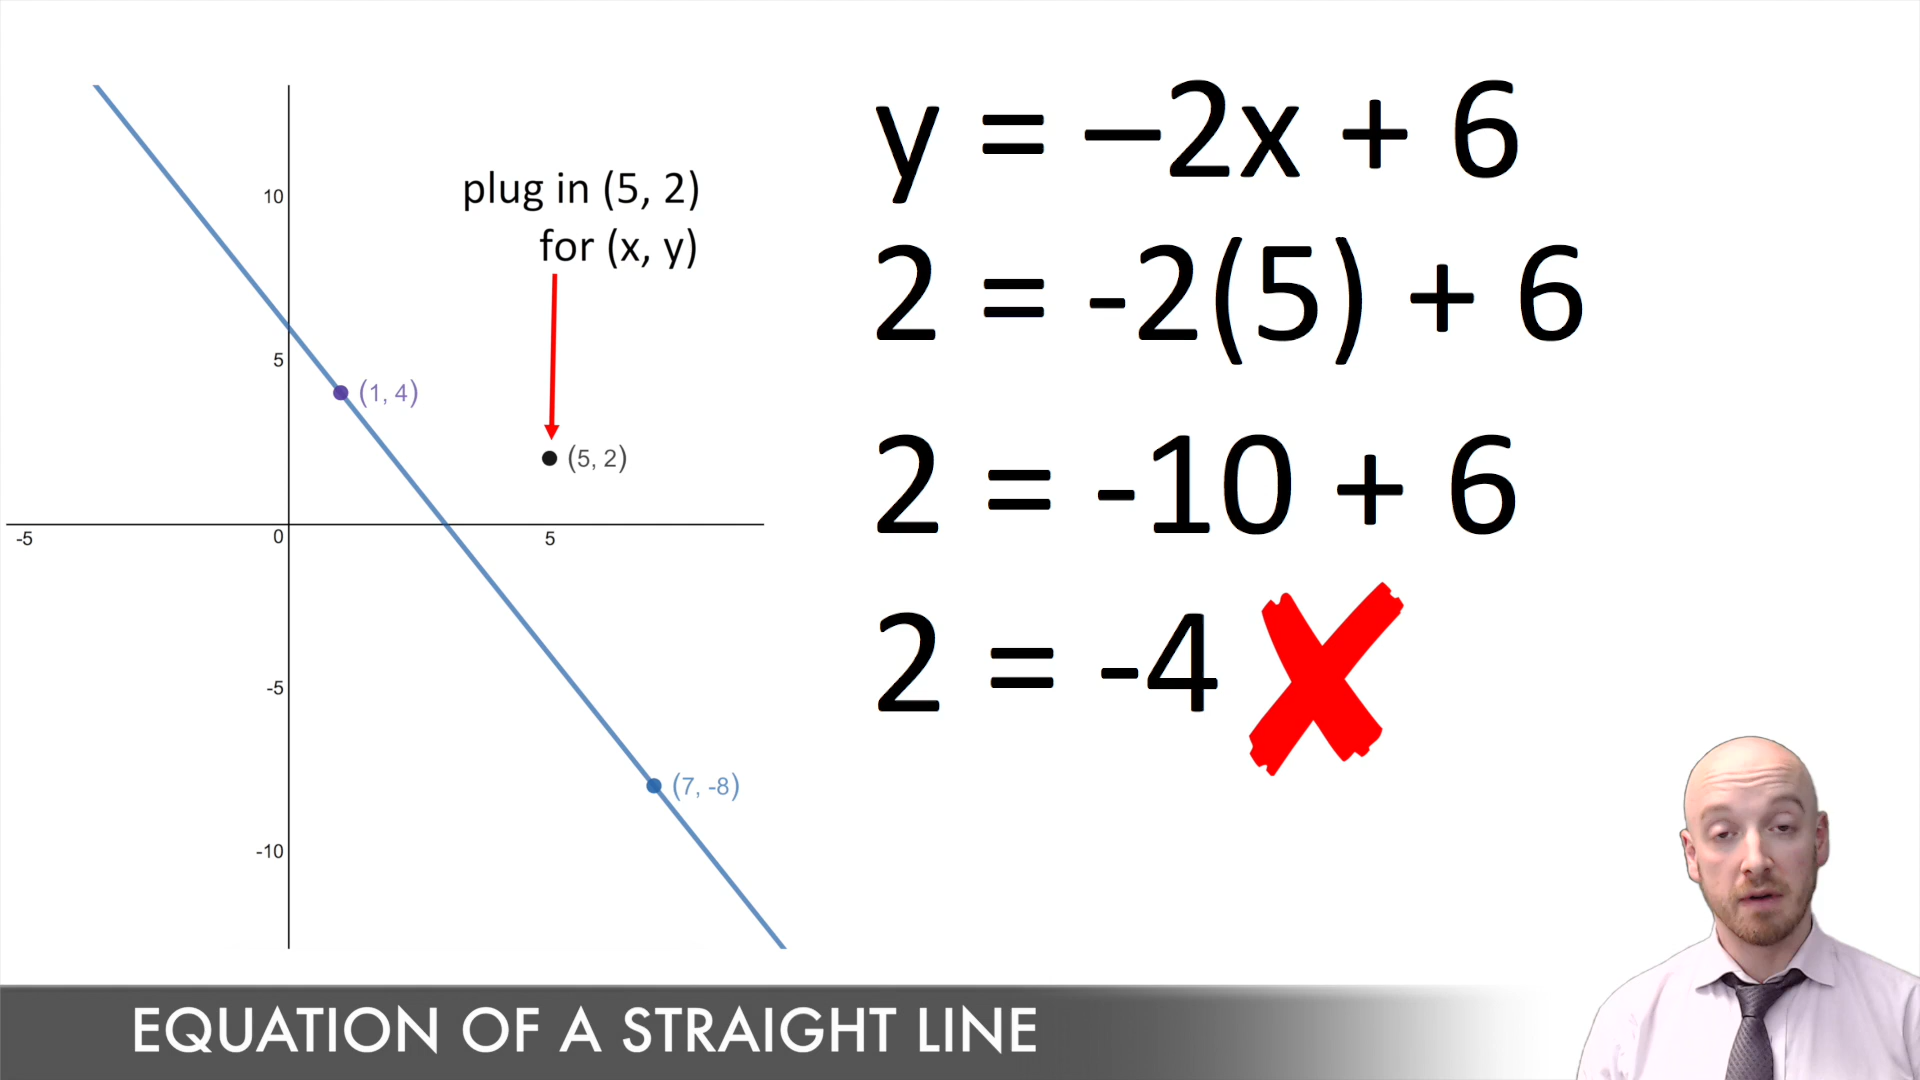 y = –2x + 6
plug in (5, 2)
for (x, y)
2 = -2(5) + 6
2 = -10 + 6
2 = -4
10
5
(1, 4)
(5, 2)
-5
0
5
-5
(7, -8)
-10
EQUATION OF A STRAIGHT LINE